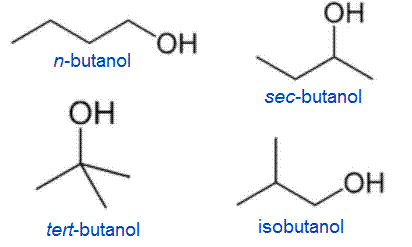 OH
n-butanol
OH
sec-butanol
OH
tert-butanol
OH
isobutanol